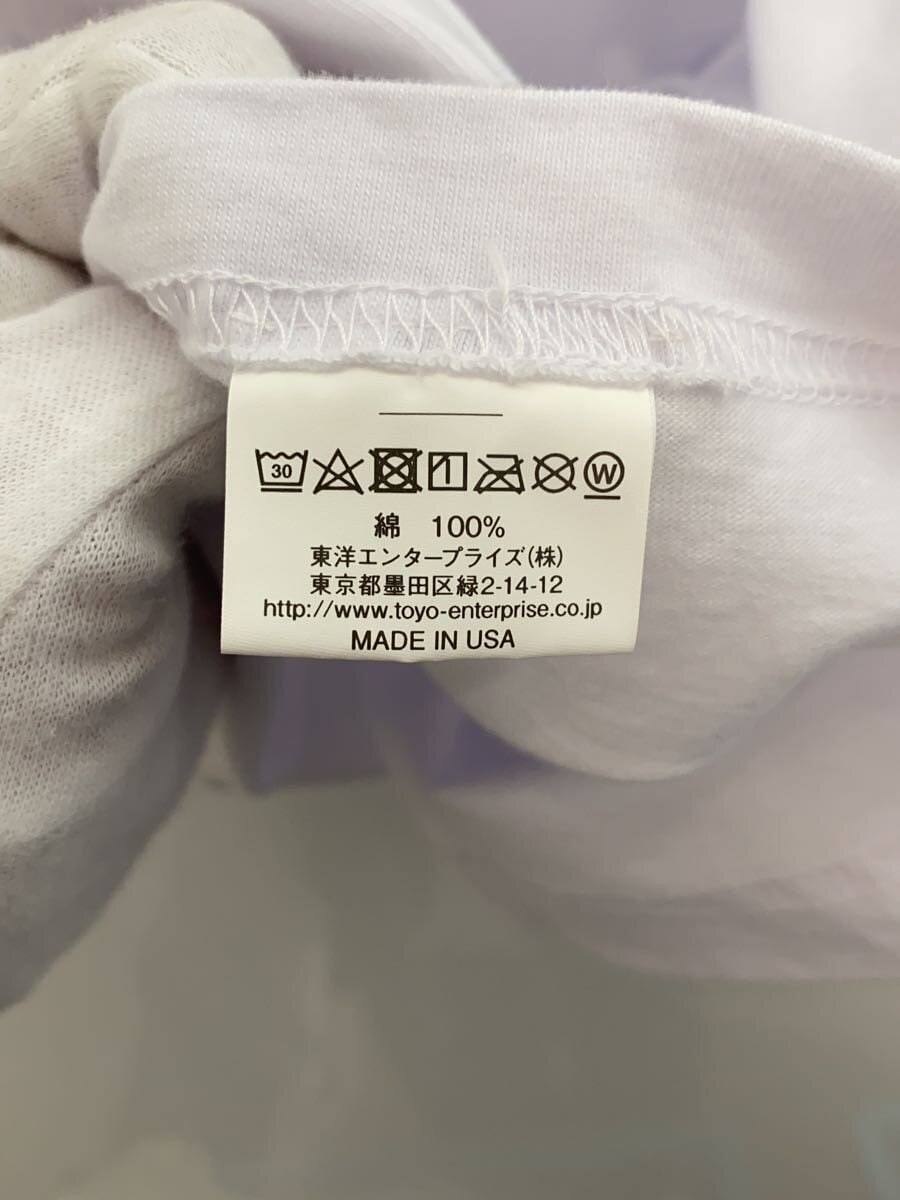 30 W
綿 100%
東洋エンタープライズ(株)
東京都墨田区緑2-14-12
http://www.toyo-enterprise.co.jp
MADE IN USA